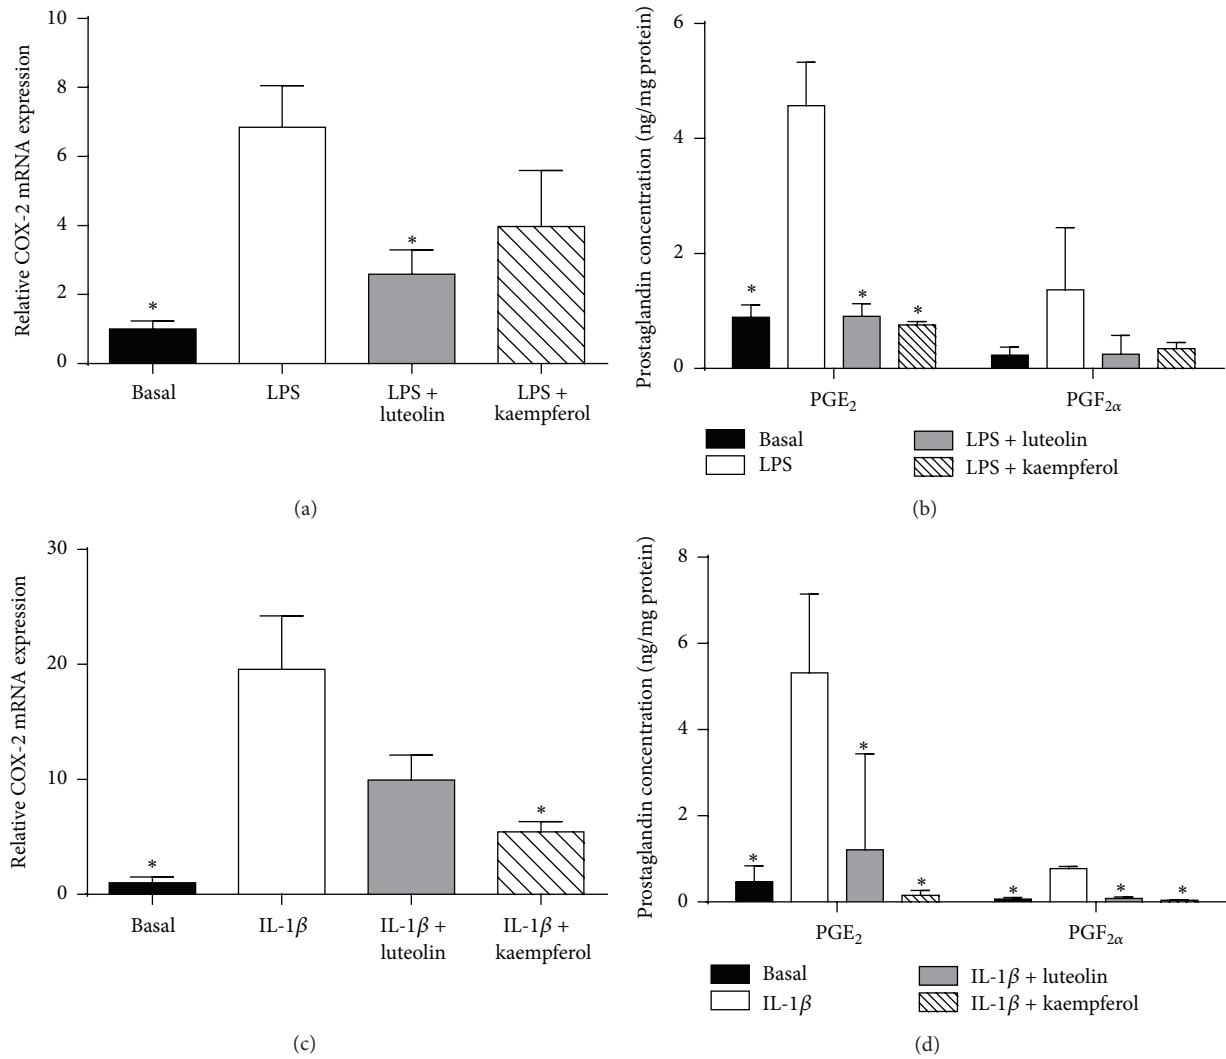 Relative COX-2 mRNA expression
10
8
6
4
2
0
*
*
Basal
LPS
LPS +
luteolin
LPS +
kaempferol
(a)
Prostaglandin concentration (ng/mg protein)
6
4
2
0
*
*
*
PGE2
PGF2α
Basal
LPS
LPS + luteolin
LPS + kaempferol
(b)
Relative COX-2 mRNA expression
30
20
10
0
*
*
Basal
IL-1β
IL-1β +
luteolin
IL-1β +
kaempferol
(c)
Prostaglandin concentration (ng/mg protein)
8
6
4
2
0
*
*
*
*
*
*
PGE2
PGF2α
Basal
IL-1β
IL-1β + luteolin
IL-1β + kaempferol
(d)